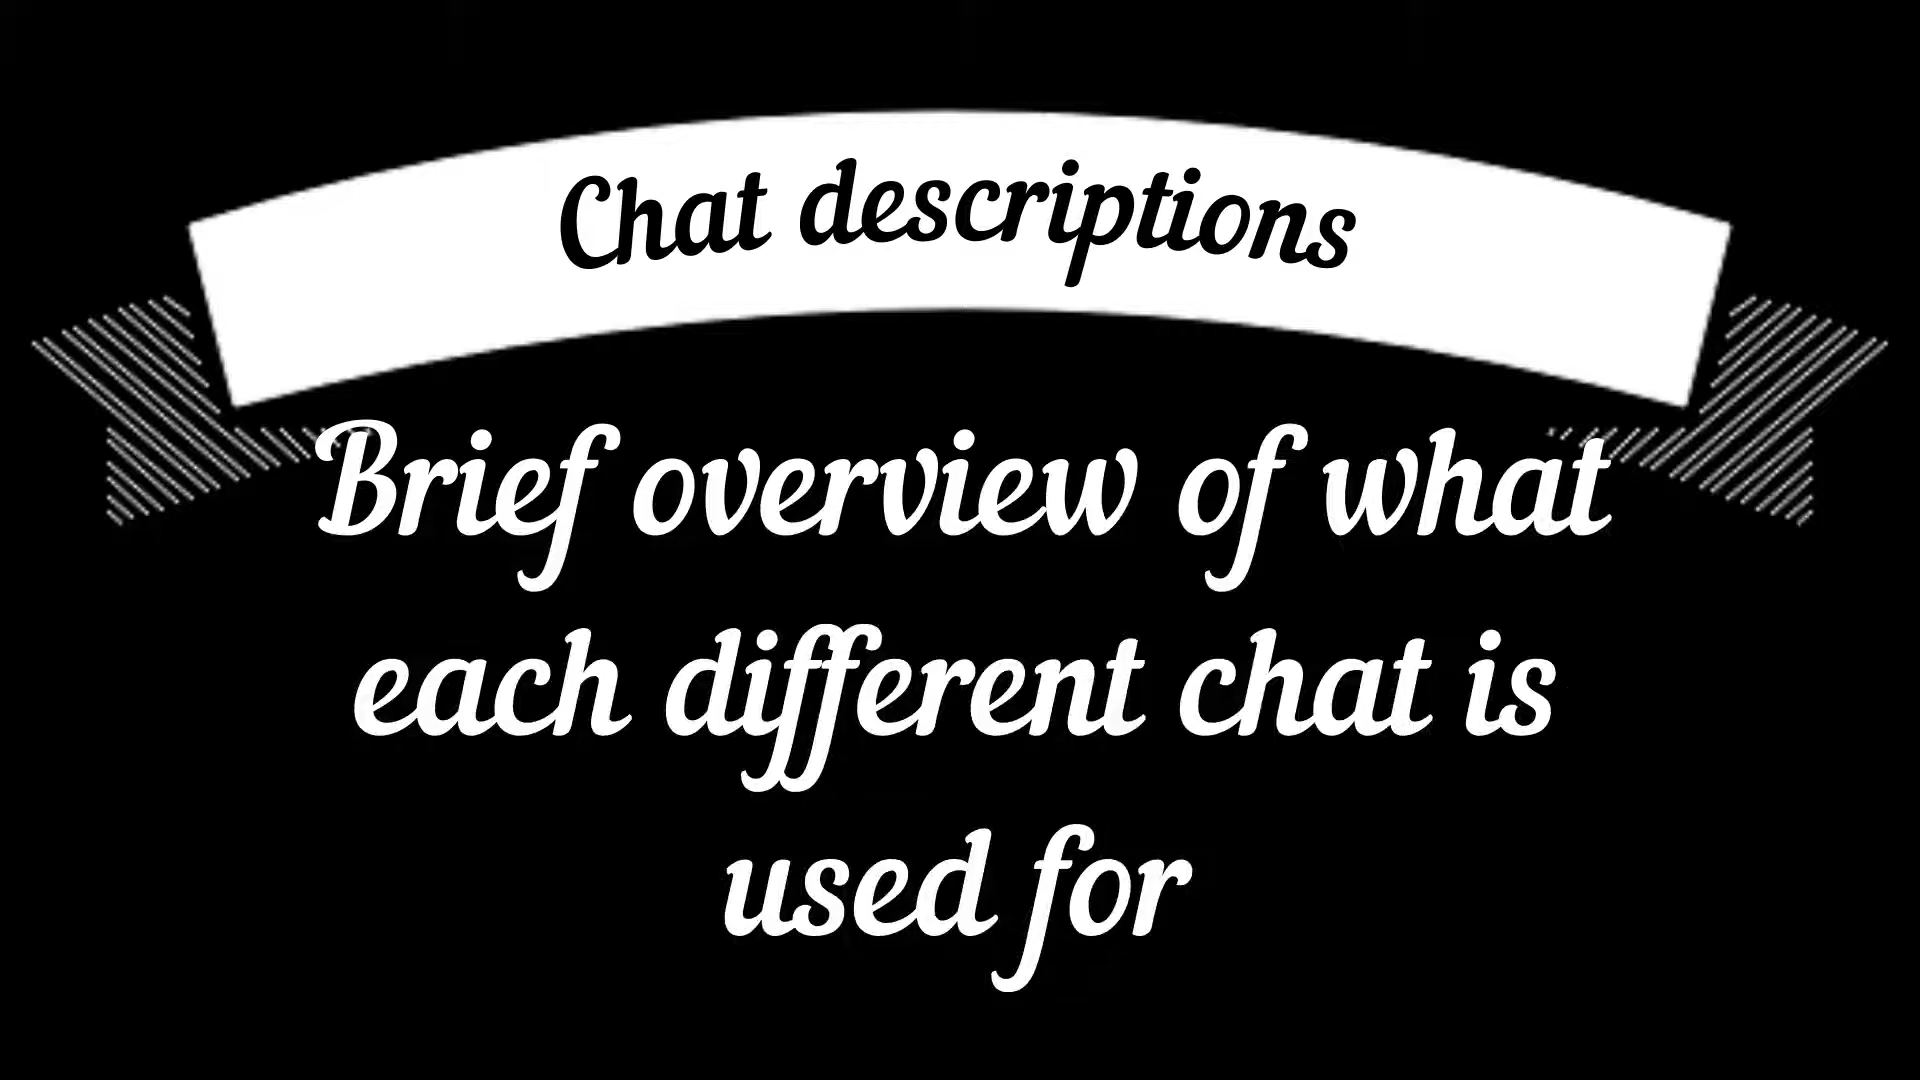 Chat descriptions
Brief overview of what
each different chat is
used for